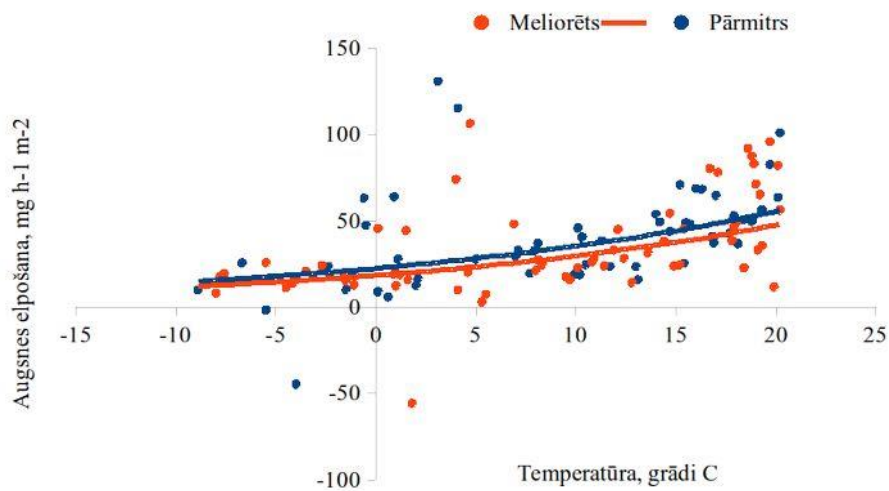 Meliorēts Pārmitrs
150
100
50
0
-50
-100
-15 -10 -5 0 5 10 15 20 25
Augsnes elpošana, mg h-1 m-2
Temperatūra, grādi C